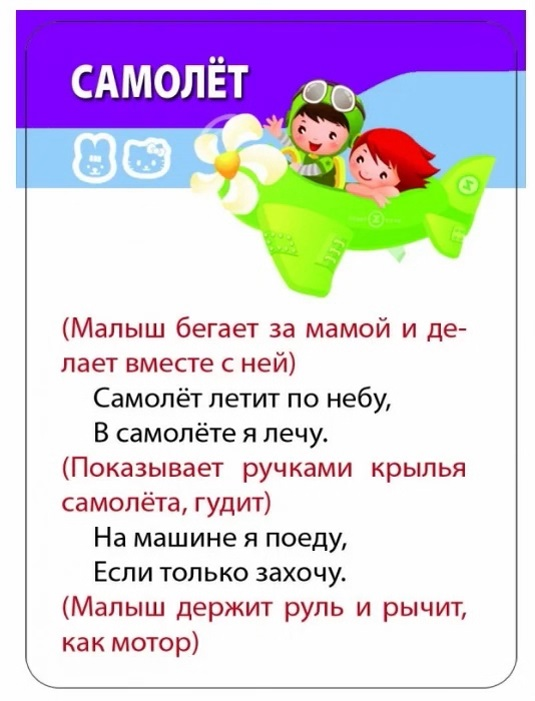 САМОЛЁТ
(Малыш бегает за мамой и де-
лает вместе с ней)
Самолёт летит по небу,
В самолёте я лечу.
(Показывает ручками крылья
самолёта, гудит)
На машине я поеду,
Если только захочу.
(Малыш держит руль и рычит,
как мотор)